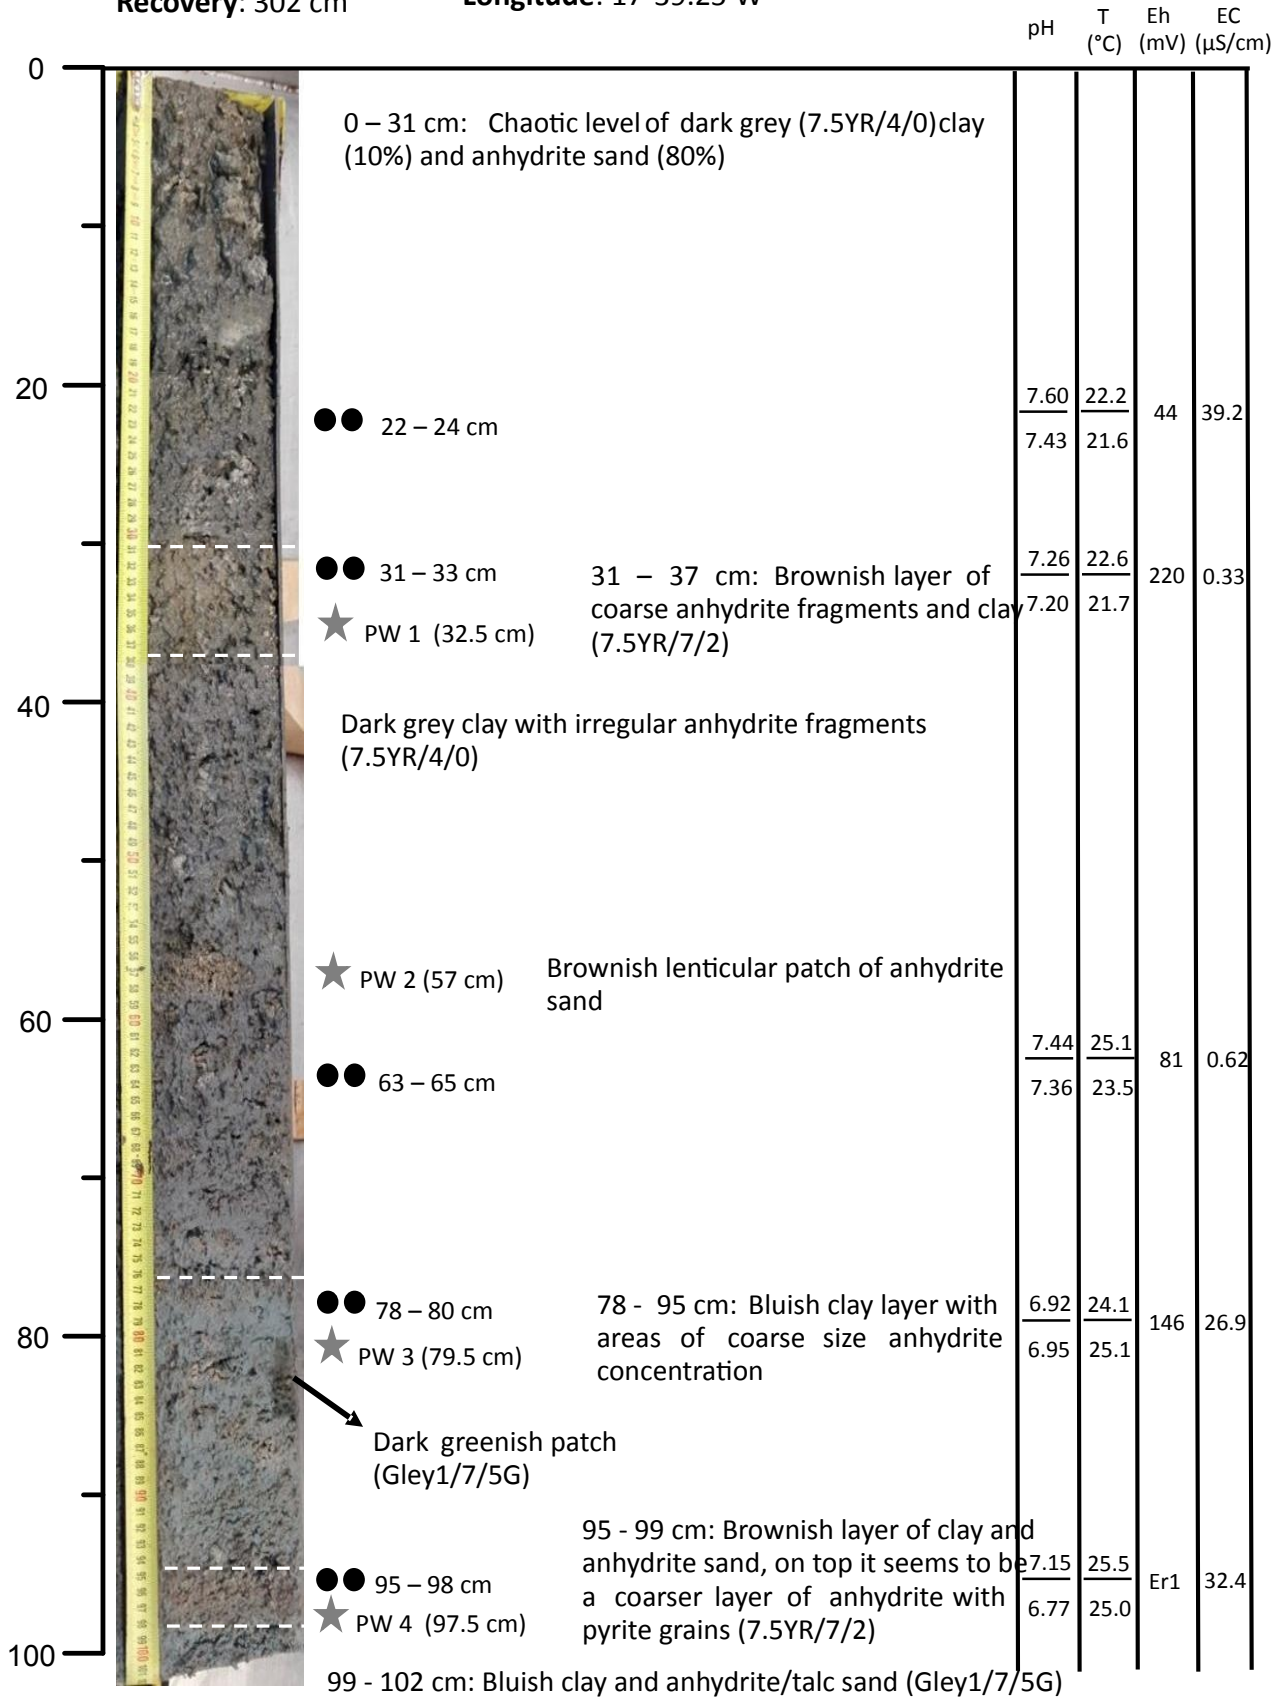 Recovery: 302 cm
Longitude: 17°39.25'W
pH T (°C) Eh (mV) EC (µS/cm)
0
0 – 31 cm: Chaotic level of dark grey (7.5YR/4/0) clay
(10%) and anhydrite sand (80%)
20
22 – 24 cm
7.60 22.2 44 39.2
7.43 21.6
31 – 33 cm
PW 1 (32.5 cm)
31 – 37 cm: Brownish layer of
coarse anhydrite fragments and clay
(7.5YR/7/2)
7.26 22.6 220 0.33
7.20 21.7
40
Dark grey clay with irregular anhydrite fragments
(7.5YR/4/0)
PW 2 (57 cm)
Brownish lenticular patch of anhydrite
sand
60
63 – 65 cm
7.44 25.1 81 0.62
7.36 23.5
78 – 80 cm
80
PW 3 (79.5 cm)
78 - 95 cm: Bluish clay layer with
areas of coarse size anhydrite
concentration
6.92 24.1 146 26.9
6.95 25.1
Dark greenish patch
(Gley1/7/5G)
95 – 98 cm
PW 4 (97.5 cm)
95 - 99 cm: Brownish layer of clay and
anhydrite sand, on top it seems to be
a coarser layer of anhydrite with
pyrite grains (7.5YR/7/2)
7.15 25.5 Er1 32.4
6.77 25.0
100
99 - 102 cm: Bluish clay and anhydrite/talc sand (Gley1/7/5G)